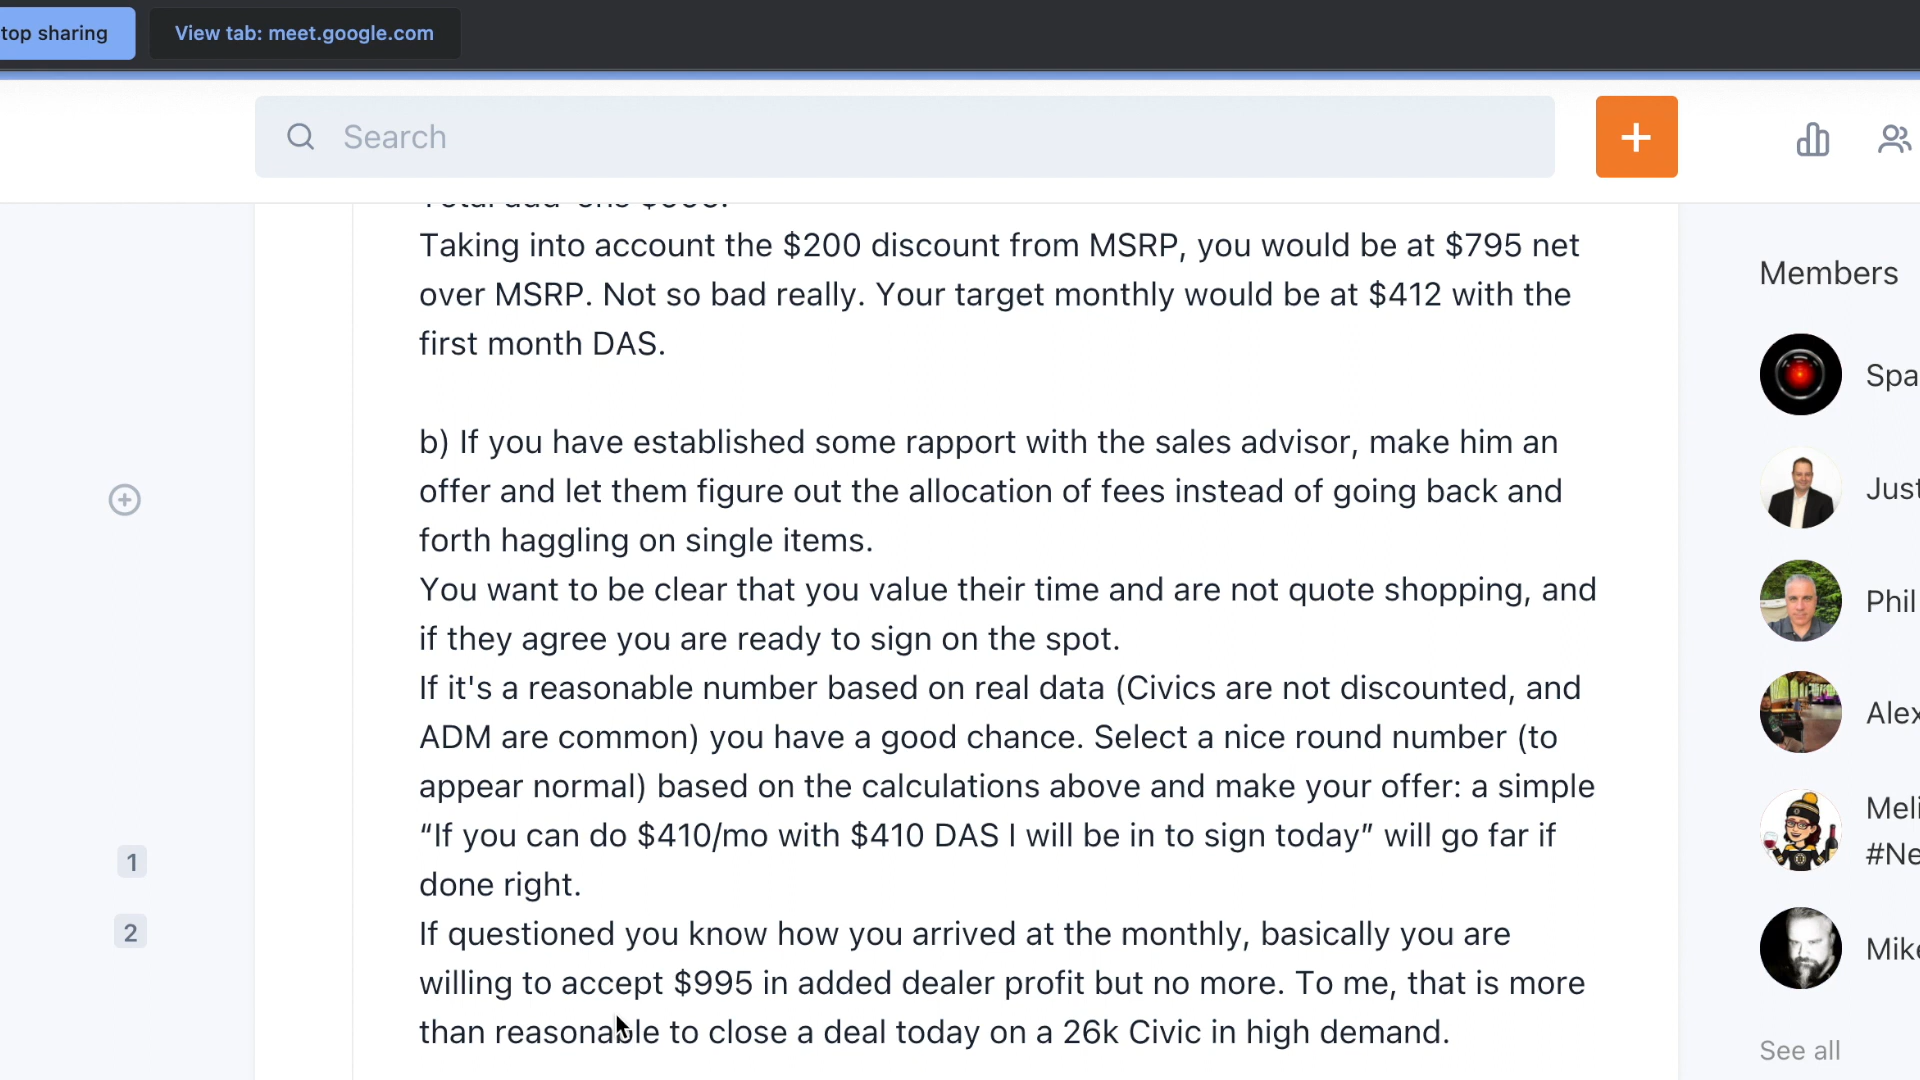 top sharing
View tab: meet.google.com
Search
Taking into account the $200 discount from MSRP, you would be at $795 net
over MSRP. Not so bad really. Your target monthly would be at $412 with the
first month DAS.
b) If you have established some rapport with the sales advisor, make him an
offer and let them figure out the allocation of fees instead of going back and
forth haggling on single items.
You want to be clear that you value their time and are not quote shopping, and
if they agree you are ready to sign on the spot.
If it's a reasonable number based on real data (Civics are not discounted, and
ADM are common) you have a good chance. Select a nice round number (to
appear normal) based on the calculations above and make your offer: a simple
“If you can do $410/mo with $410 DAS I will be in to sign today” will go far if
done right.
If questioned you know how you arrived at the monthly, basically you are
willing to accept $995 in added dealer profit but no more. To me, that is more
than reasonable to close a deal today on a 26k Civic in high demand.
1
2
Members
Spa
Just
Phil
Alex
Meli
#Ne
Mike
See all